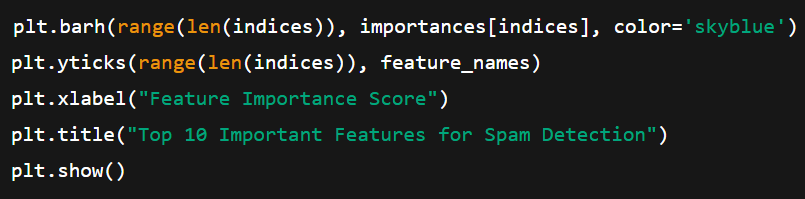 plt.barh(range(len(indices)), importances[indices], color='skyblue')
plt.yticks(range(len(indices)), feature_names)
plt.xlabel("Feature Importance Score")
plt.title("Top 10 Important Features for Spam Detection")
plt.show()